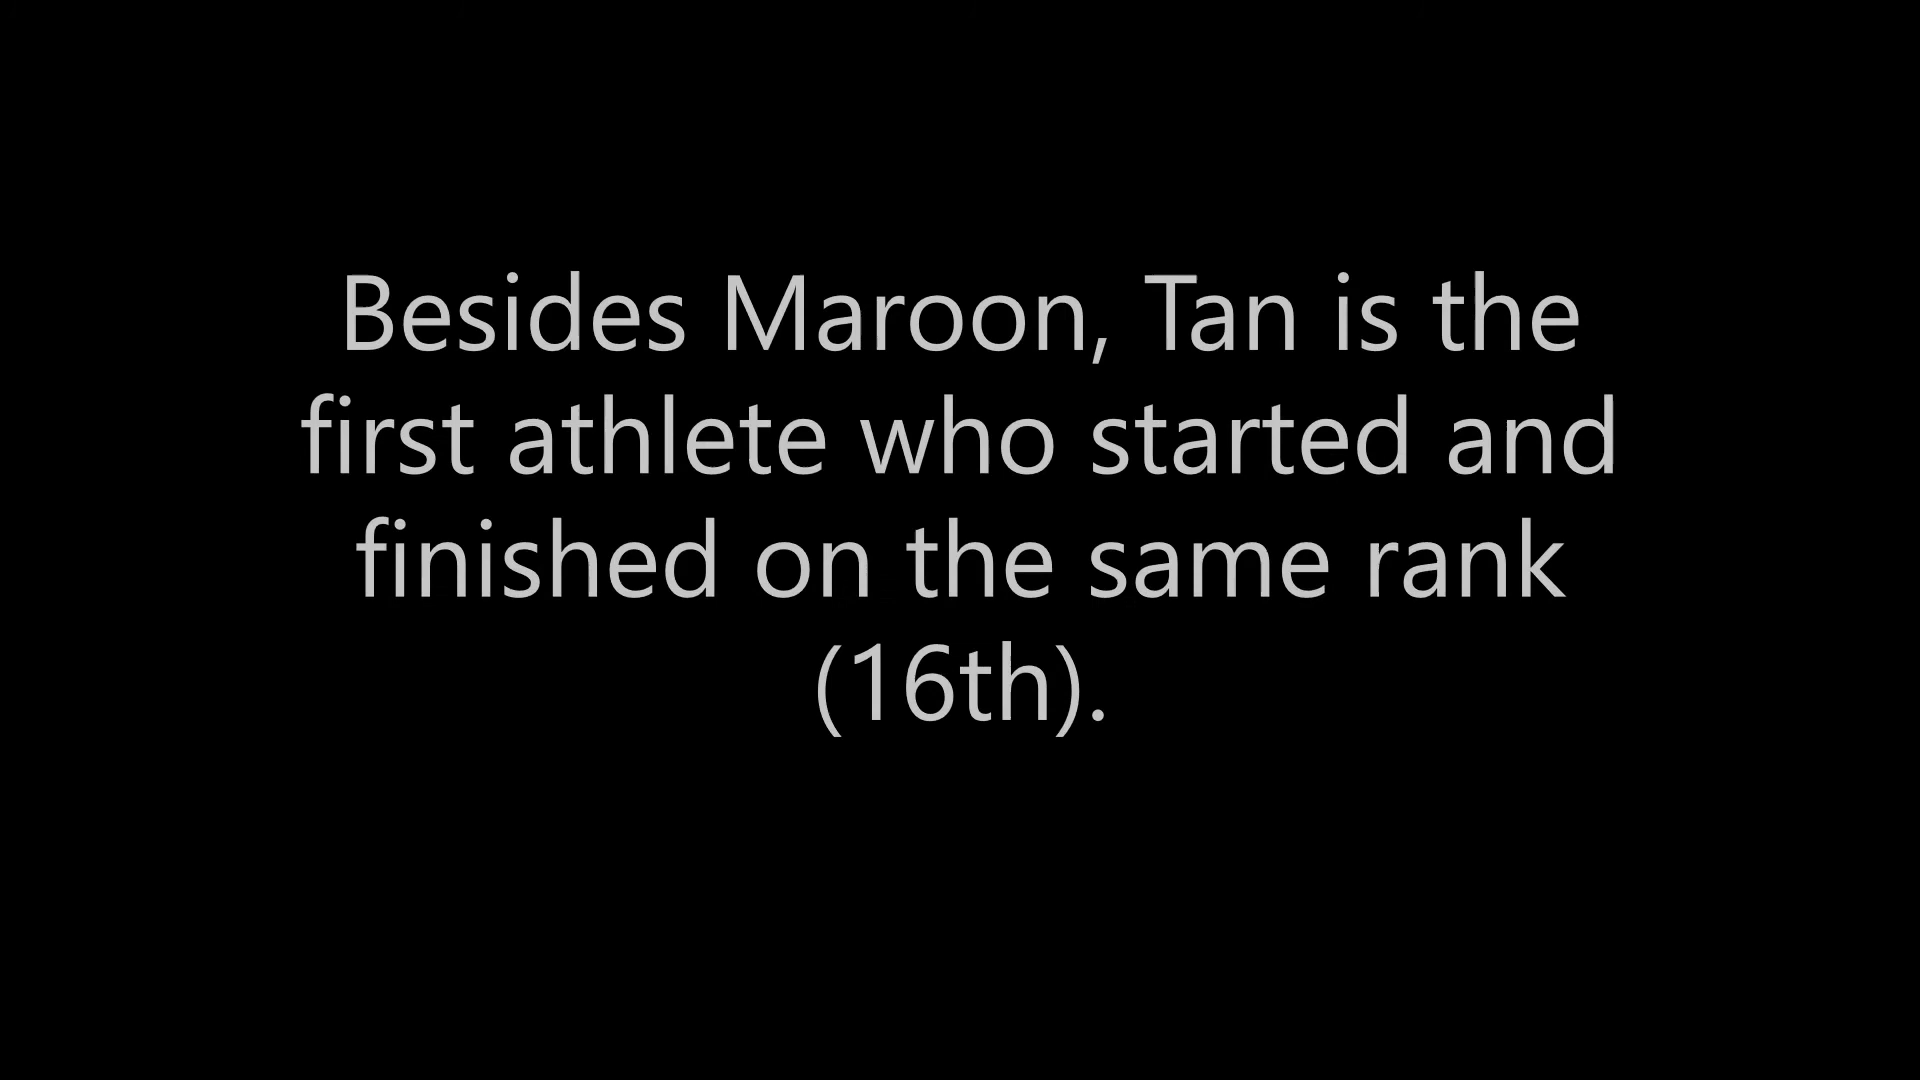 Besides Maroon, Tan is the
first athlete who started and
finished on the same rank
(16th).